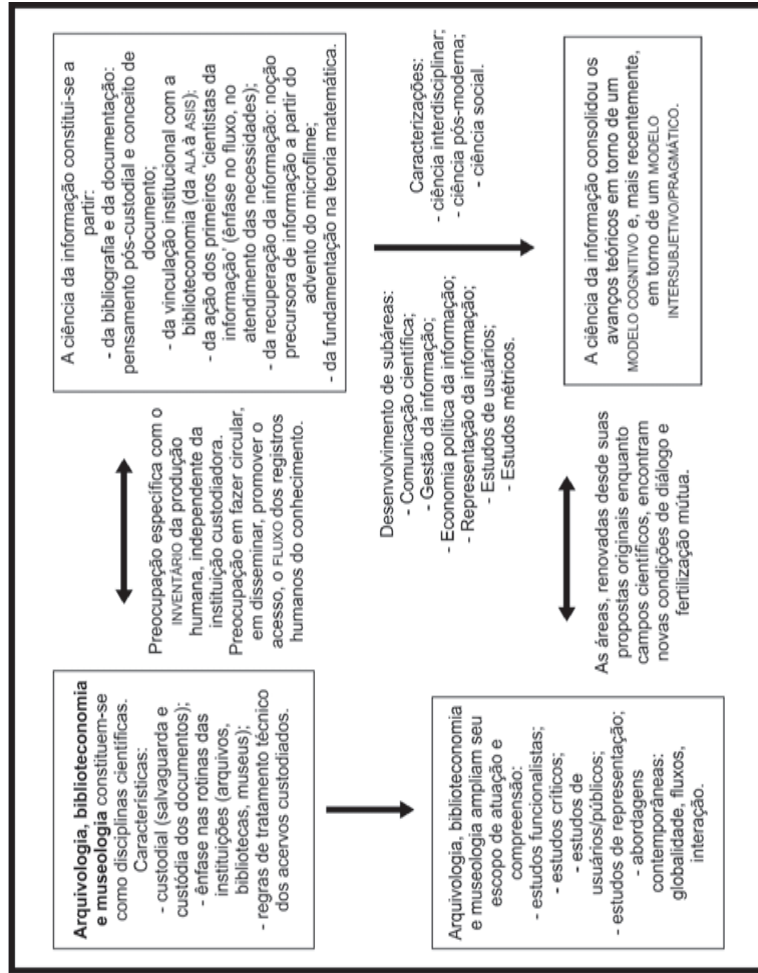 Arquivologia, biblioteconomia
e museologia constituem-se
como disciplinas científicas.
Características:
- custodial (salvaguarda e
custódia dos documentos);
- ênfase nas rotinas das
instituições (arquivos,
bibliotecas, museus);
- regras de tratamento técnico
dos acervos custodiados.
Preocupação específica com o
INVENTÁRIO da produção
humana, independente da
instituição custodiadora.
Preocupação em fazer circular,
em disseminar, promover o
acesso, o FLUXO dos registros
humanos do conhecimento.
A ciência da informação constitui-se a
partir:
- da bibliografia e da documentação:
pensamento pós-custodial e conceito de
documento;
- da vinculação institucional com a
biblioteconomia (da ALA à ASIS);
- da ação dos primeiros ‘cientistas da
informação’ (ênfase no fluxo, no
atendimento das necessidades);
- da recuperação da informação: noção
precursora de informação a partir do
advento do microfilme;
- da fundamentação na teoria matemática.
Desenvolvimento de subáreas:
- Comunicação científica;
- Gestão da informação;
- Economia política da informação;
- Representação da informação;
- Estudos de usuários;
- Estudos métricos.
Caracterizações:
- ciência interdisciplinar;
- ciência pós-moderna;
- ciência social.
Arquivologia, biblioteconomia
e museologia ampliam seu
escopo de atuação e
compreensão:
- estudos funcionalistas;
- estudos críticos;
- estudos de
usuários/públicos;
- estudos de representação;
- abordagens
contemporâneas:
globalidade, fluxos,
interação.
As áreas, renovadas desde suas
propostas originais enquanto
campos científicos, encontram
novas condições de diálogo e
fertilização mútua.
A ciência da informação consolidou os
avanços teóricos em torno de um
MODELO COGNITIVO e, mais recentemente,
em torno de um MODELO
INTERSUBJETIVO/PRAGMÁTICO.